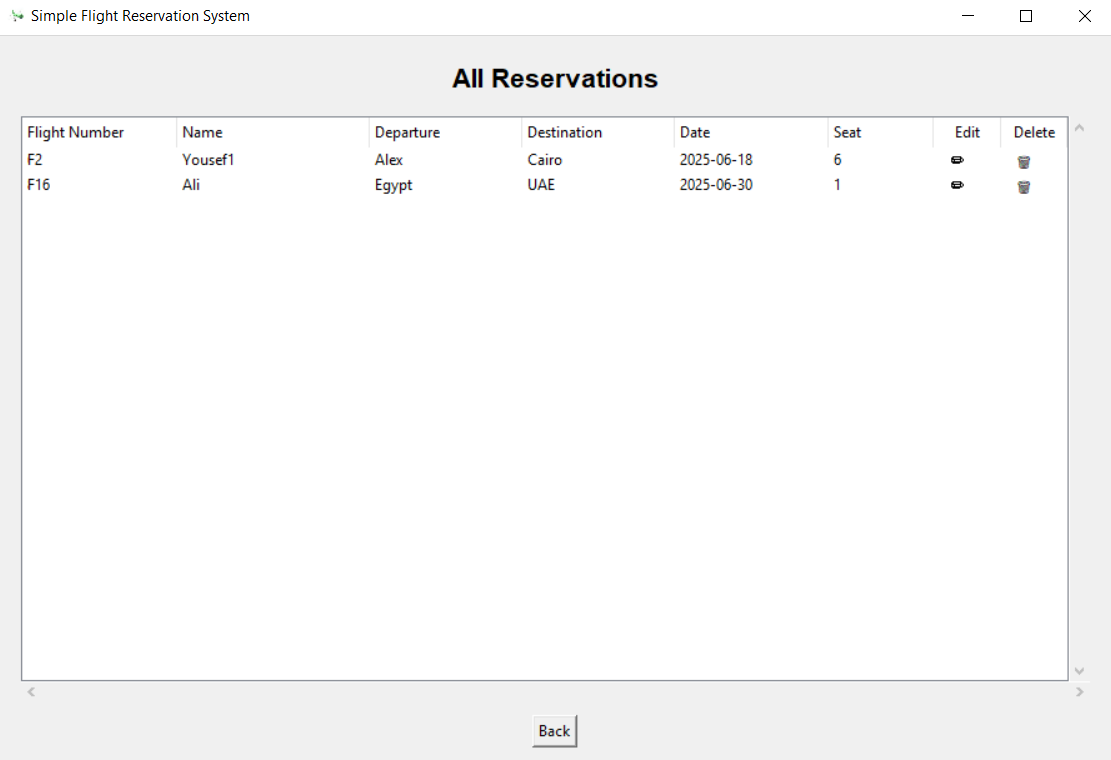 Simple Flight Reservation System
All Reservations
Flight Number Name Departure Destination Date Seat Edit Delete
F2 Yousef1 Alex Cairo 2025-06-18 6
F16 Ali Egypt UAE 2025-06-30 1
Back